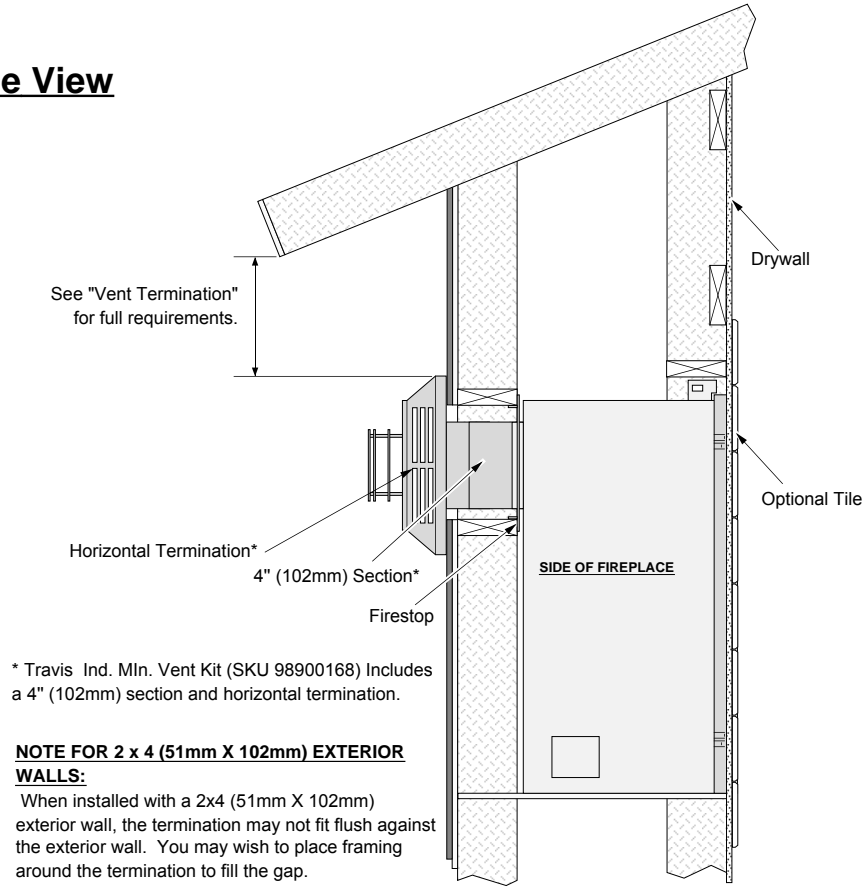 e View
See "Vent Termination"
for full requirements.
Drywall
Optional Tile
Horizontal Termination*
4" (102mm) Section*
SIDE OF FIREPLACE
Firestop
* Travis Ind. MIn. Vent Kit (SKU 98900168) Includes
a 4" (102mm) section and horizontal termination.
NOTE FOR 2 x 4 (51mm X 102mm) EXTERIOR
WALLS:
When installed with a 2x4 (51mm X 102mm)
exterior wall, the termination may not fit flush against
the exterior wall. You may wish to place framing
around the termination to fill the gap.